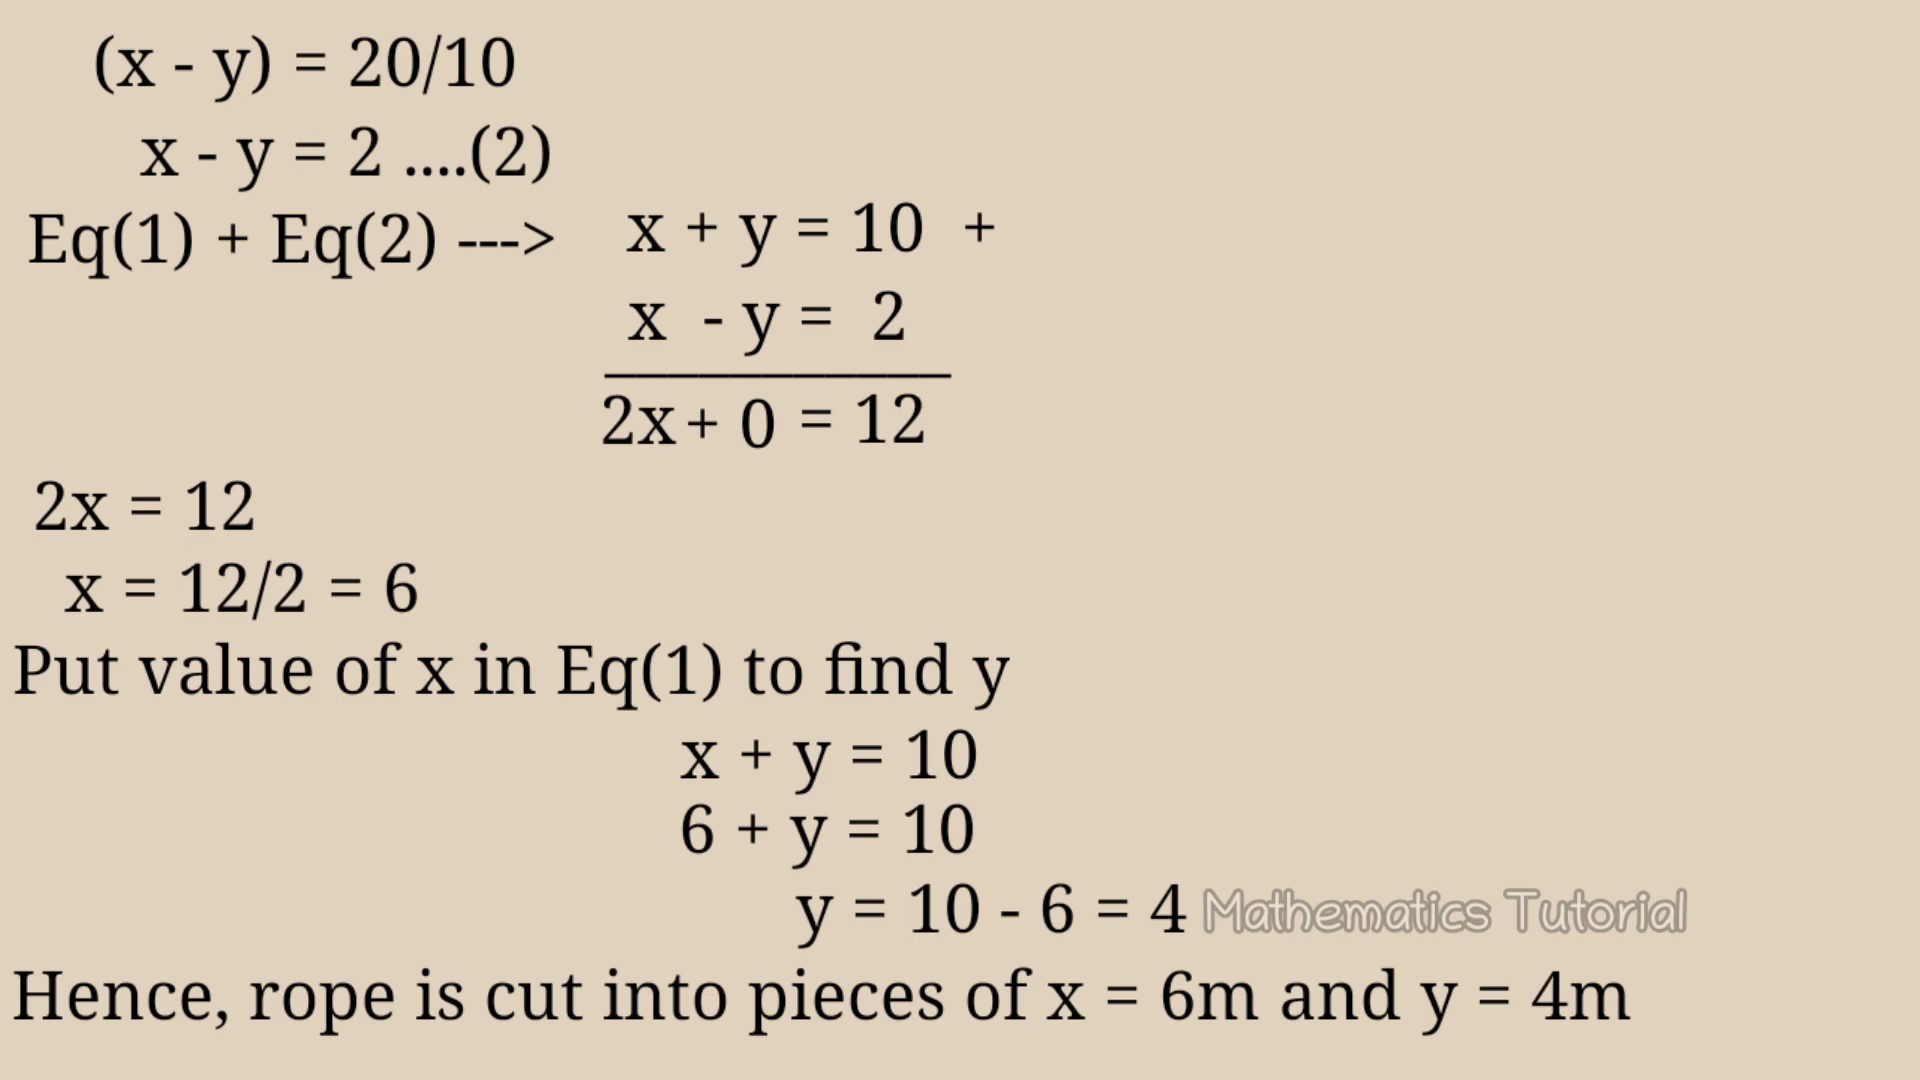 (x - y) = 20/10
x - y = 2 ....(2)
Eq(1) + Eq(2) --->
x + y = 10 +
x - y = 2
2x + 0 = 12
2x = 12
x = 12/2 = 6
Put value of x in Eq(1) to find y
x + y = 10
6 + y = 10
y = 10 - 6 = 4
Mathematics Tutorial
Hence, rope is cut into pieces of x = 6m and y = 4m